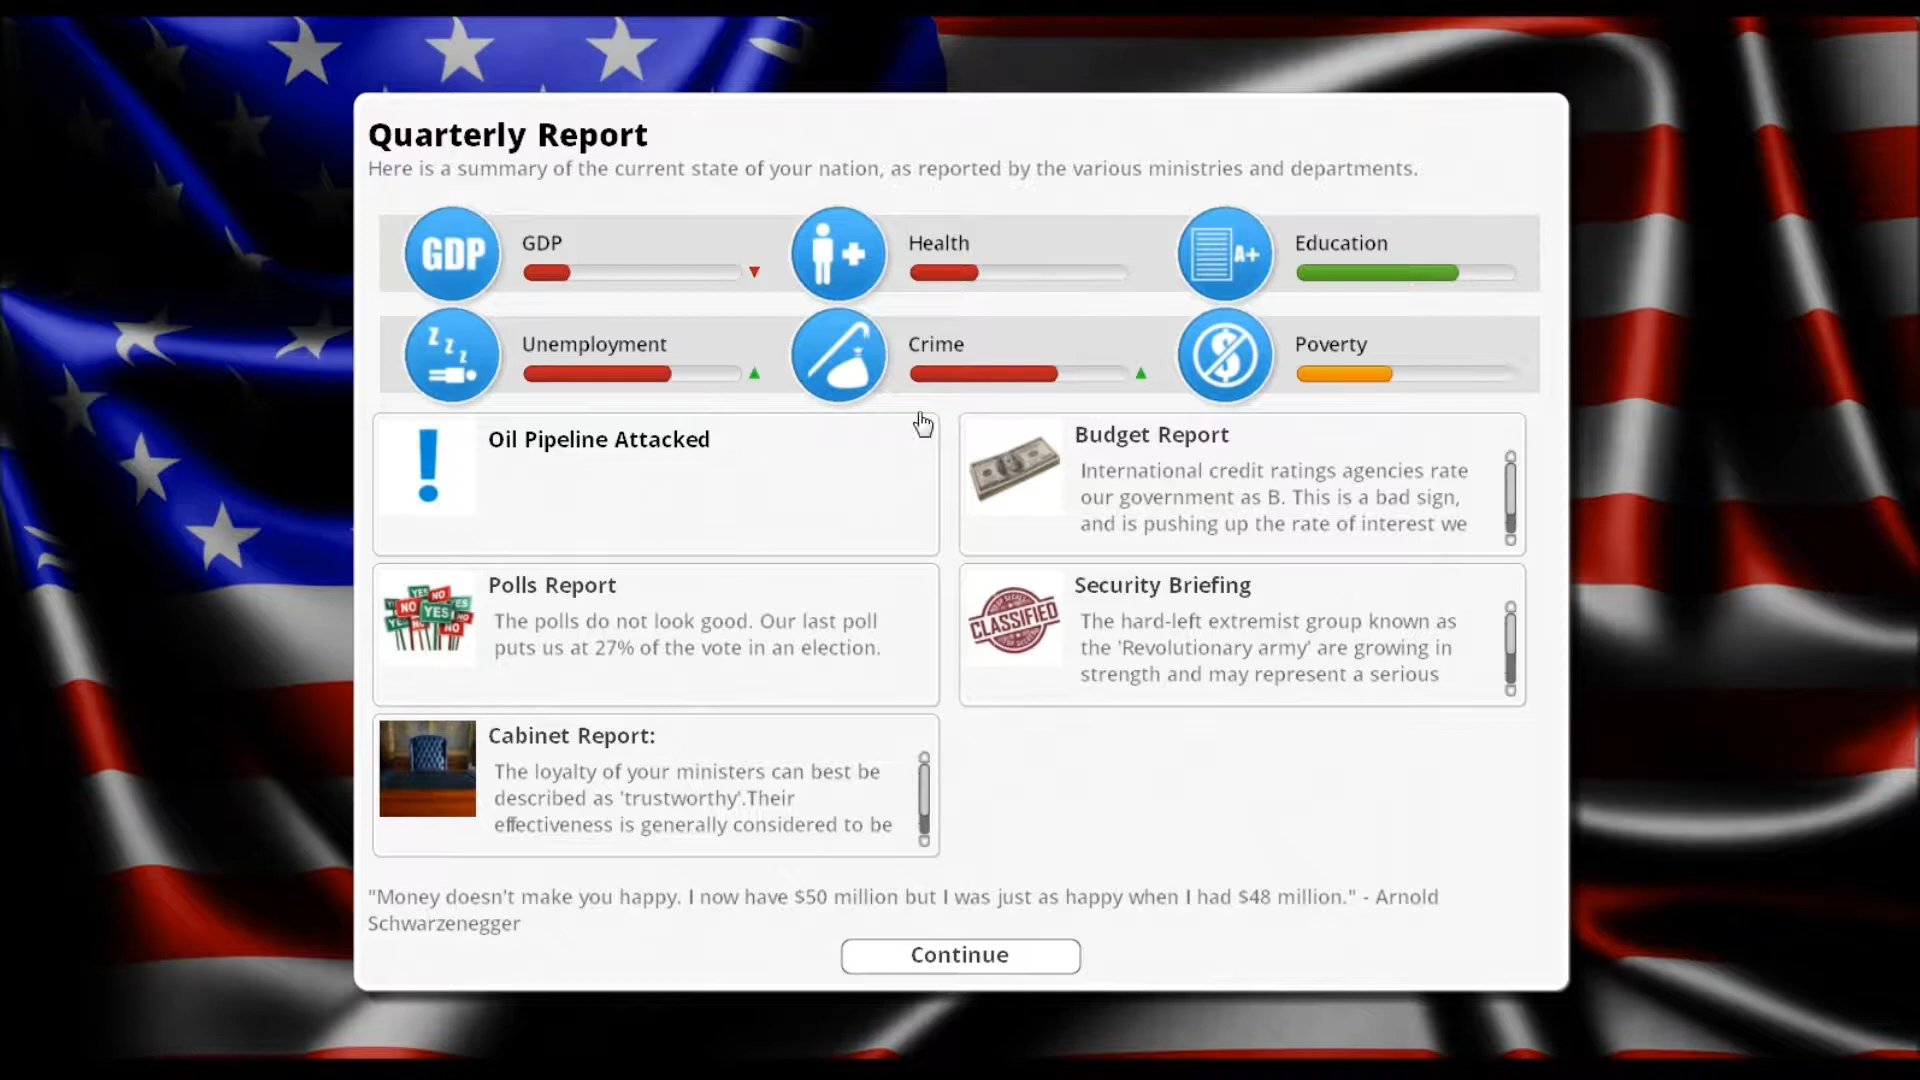 Quarterly Report
Here is a summary of the current state of your nation, as reported by the various ministries and departments.
GDP
GDP
Health
A+
Education
Z
Z
Z
Unemployment
Crime
$
Poverty
!
Oil Pipeline Attacked
Budget Report
International credit ratings agencies rate
our government as B. This is a bad sign,
and is pushing up the rate of interest we
YES NO
NO YES YES
NO
NO
Polls Report
The polls do not look good. Our last poll
puts us at 27% of the vote in an election.
CLASSIFIED
Security Briefing
The hard-left extremist group known as
the 'Revolutionary army' are growing in
strength and may represent a serious
Cabinet Report:
The loyalty of your ministers can best be
described as 'trustworthy'.Their
effectiveness is generally considered to be
"Money doesn't make you happy. I now have $50 million but I was just as happy when I had $48 million." - Arnold
Schwarzenegger
Continue